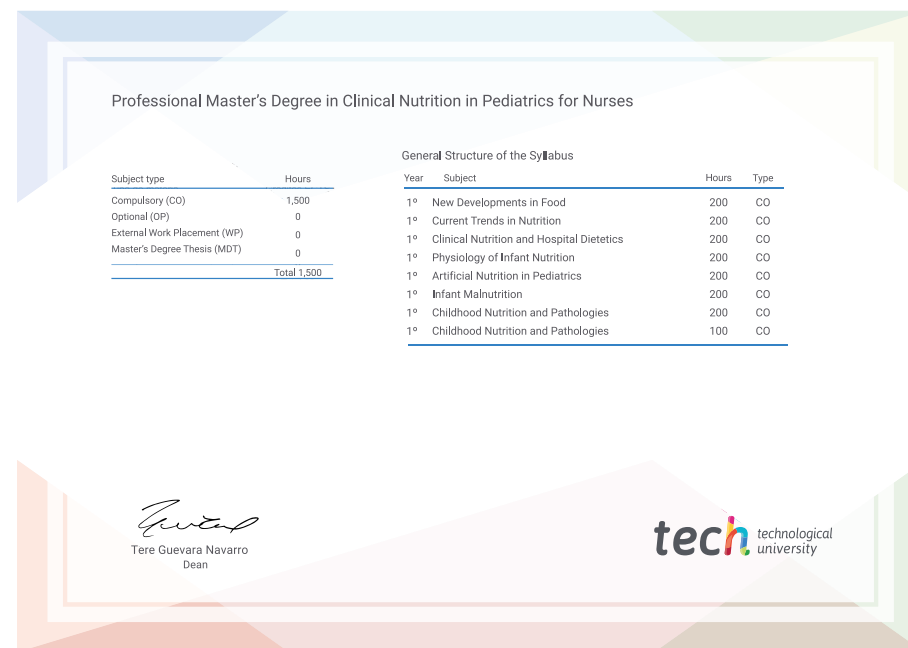 Professional Master's Degree in Clinical Nutrition in Pediatrics for Nurses
Subject type Hours
Compulsory (CO) 1,500
Optional (OP) 0
External Work Placement (WP) 0
Master's Degree Thesis (MDT) 0
Total 1,500
General Structure of the Syllabus
Year Subject Hours Type
1º New Developments in Food 200 CO
1º Current Trends in Nutrition 200 CO
1º Clinical Nutrition and Hospital Dietetics 200 CO
1º Physiology of Infant Nutrition 200 CO
1º Artificial Nutrition in Pediatrics 200 CO
1º Infant Malnutrition 200 CO
1º Childhood Nutrition and Pathologies 200 CO
1º Childhood Nutrition and Pathologies 100 CO
Tere Guevara Navarro
Dean
tech technological
university